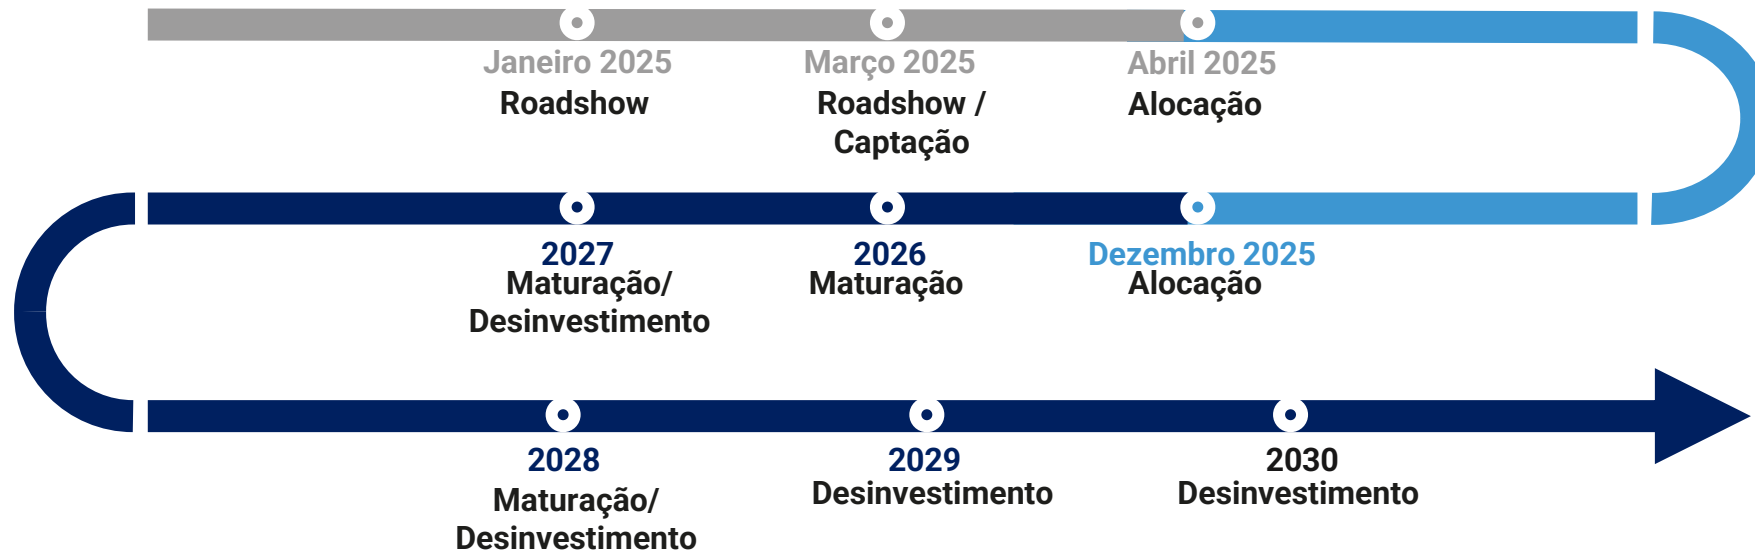 Janeiro 2025
Roadshow
Março 2025
Roadshow /
Captação
Abril 2025
Alocação
Dezembro 2025
Alocação
2026
Maturação
2027
Maturação/
Desinvestimento
2028
Maturação/
Desinvestimento
2029
Desinvestimento
2030
Desinvestimento